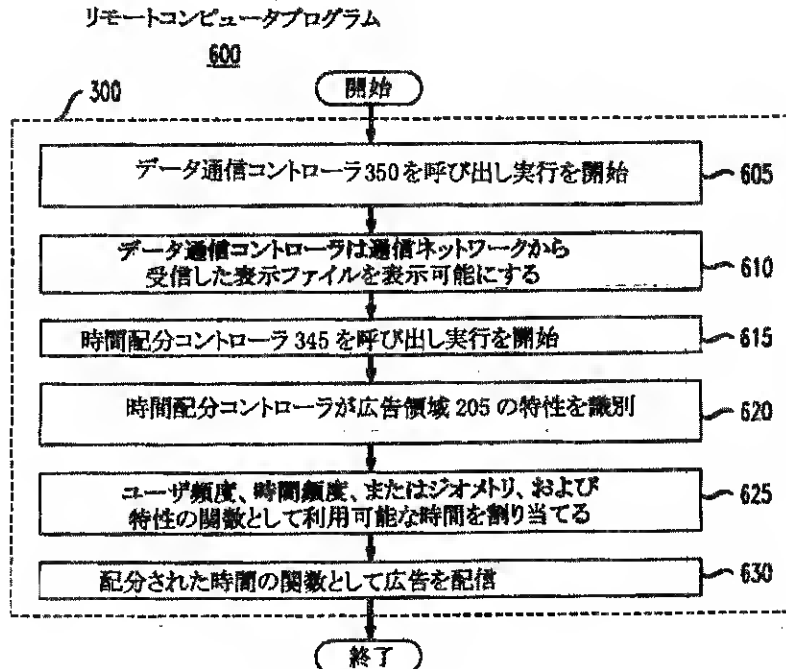 リモートコンピュータプログラム
600
300
開始
データ通信コントローラ350を呼び出し実行を開始
605
データ通信コントローラは通信ネットワークから
受信した表示ファイルを表示可能にする
610
時間配分コントローラ345を呼び出し実行を開始
615
時間配分コントローラが広告領域205の特性を識別
620
ユーザ頻度、時間頻度、またはジオメトリ、および
特性の関数として利用可能な時間を割り当てる
625
配分された時間の関数として広告を配信
630
終了